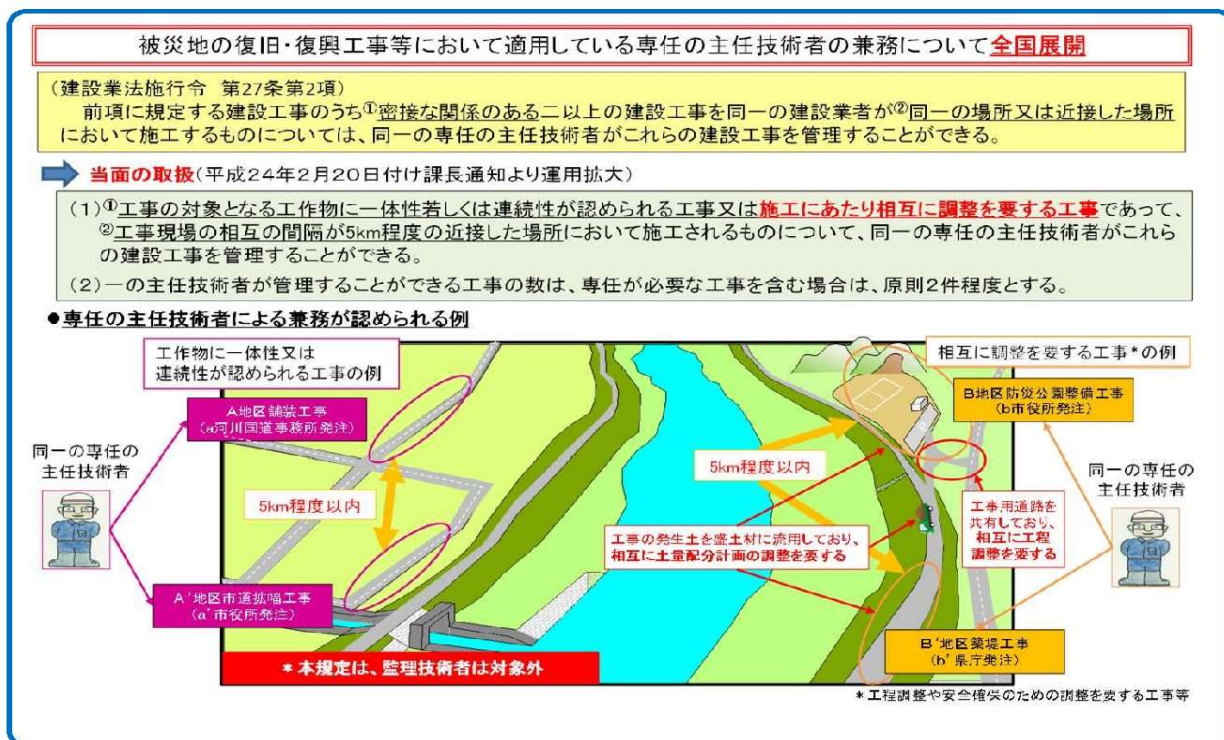 被災地の復旧・復興工事等において適用している専任の主任技術者の兼務について全国展開
(建設業法施行令 第27条第2項)
前項に規定する建設工事のうち①密接な関係のある二以上の建設工事を同一の建設業者が②同一の場所又は近接した場所
において施工するものについては、同一の専任の主任技術者がこれらの建設工事を管理することができる。
当面の取扱(平成24年2月20日付け課長通知より運用拡大)
(1)①工事の対象となる工作物に一体性若しくは連続性が認められる工事又は施工にあたり相互に調整を要する工事であって、
②工事現場の相互の間隔が5km程度の近接した場所において施工されるものについて、同一の専任の主任技術者がこれら
の建設工事を管理することができる。
(2)一の主任技術者が管理することができる工事の数は、専任が必要な工事を含む場合は、原則2件程度とする。
●専任の主任技術者による兼務が認められる例
工作物に一体性又は
連続性が認められる工事の例
相互に調整を要する工事*の例
A地区舗装工事
(a河川国道事務所発注)
B地区防災公園整備工事
(b市役所発注)
同一の専任の
主任技術者
5km程度以内
5km程度以内
同一の専任の
主任技術者
工事の発生土を盛土材に流用しており、
相互に土量配分計画の調整を要する
工事用道路を
共有しており、
相互に工程
調整を要する
A'地区市道拡幅工事
(a'市役所発注)
B'地区築堤工事
(b'県庁発注)
*本規定は、監理技術者は対象外
*工程調整や安全確保のための調整を要する工事等